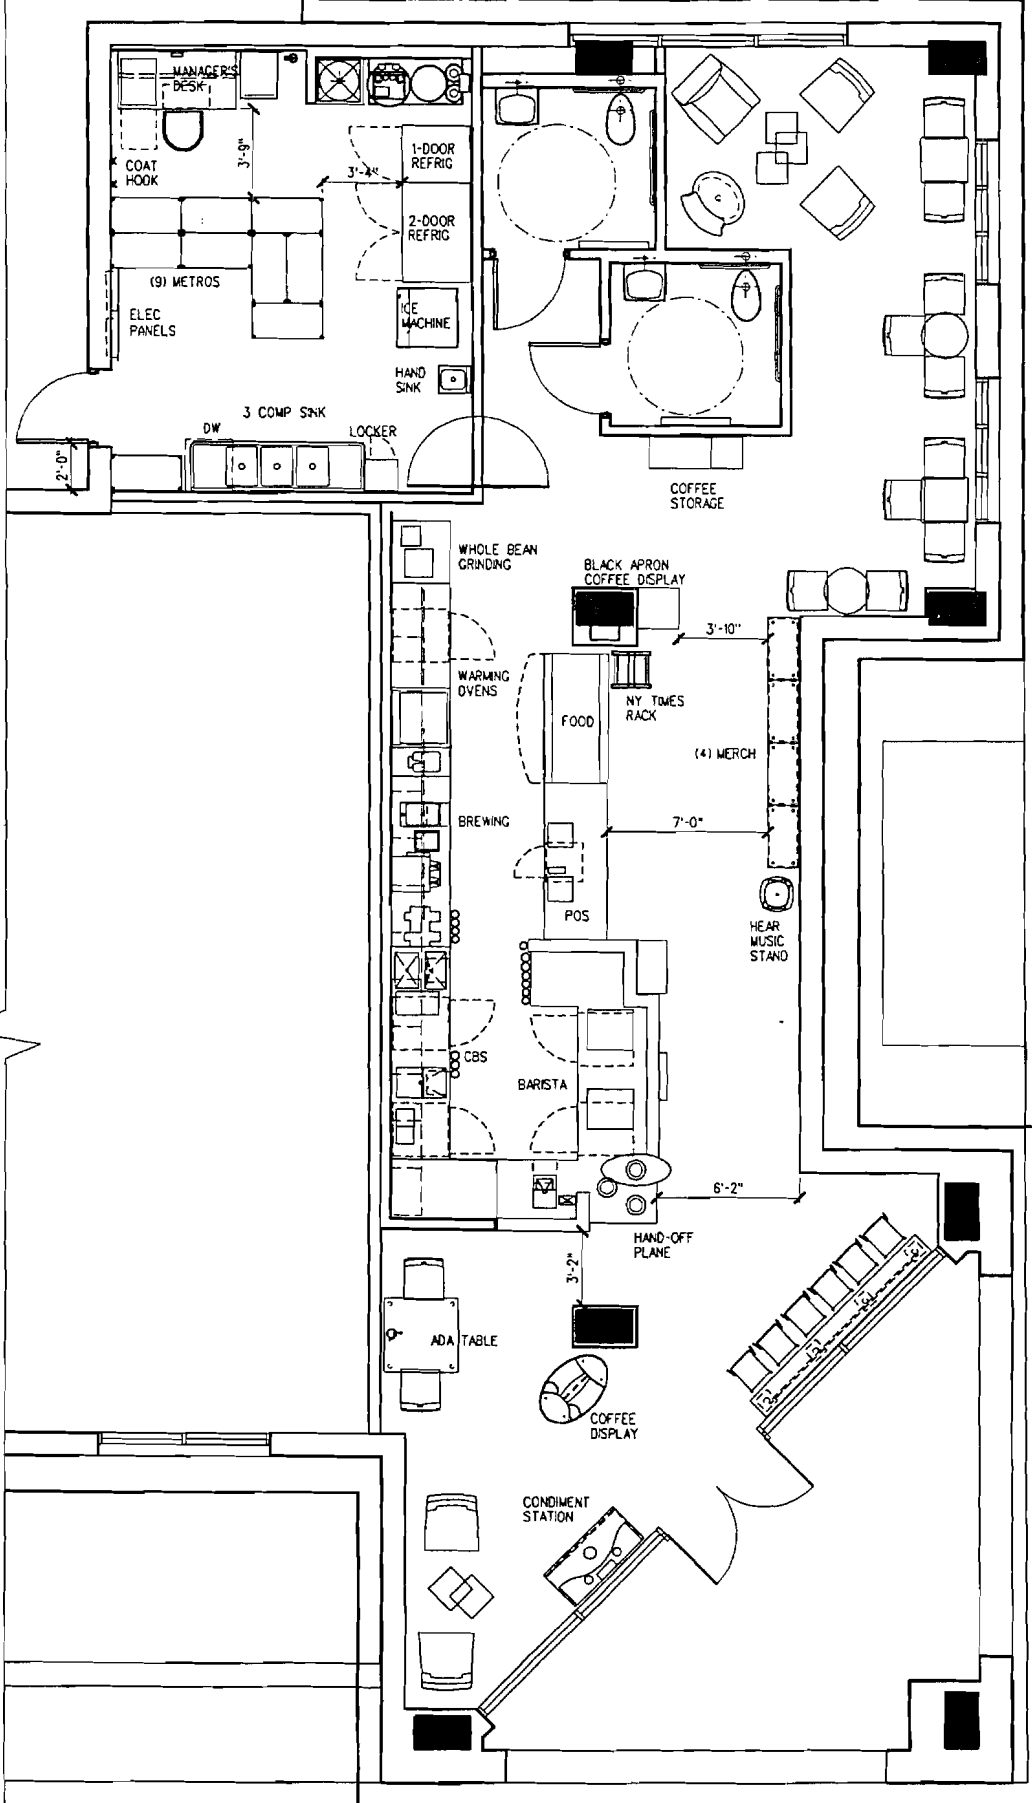 MANAGER'S
DESK
COAT
HOOK
3'-9"
3'-4"
1-DOOR
REFRIG
2-DOOR
REFRIG
(9) METROS
ELEC
PANELS
ICE
MACHINE
HAND
SINK
3 COMP SINK
DW
LOCKER
2'-0"
COFFEE
STORAGE
WHOLE BEAN
GRINDING
BLACK APRON
COFFEE DISPLAY
3'-10"
WARMING
OVENS
NY TIMES
RACK
FOOD
(4) MERCH
BREWING
7'-0"
POS
HEAR
MUSIC
STAND
CBS
BARISTA
6'-2"
HAND-OFF
PLANE
3'-2"
ADA TABLE
COFFEE
DISPLAY
CONDIMENT
STATION